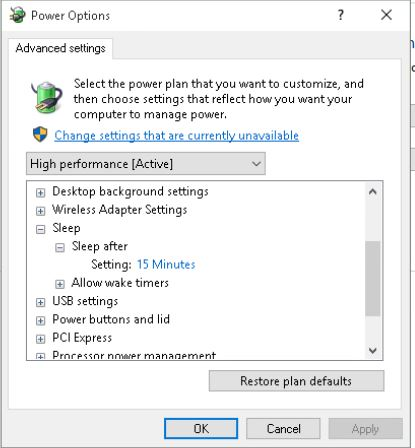 Power Options
?
Advanced settings
Select the power plan that you want to customize, and
then choose settings that reflect how you want your
computer to manage power.
Change settings that are currently unavailable
High performance [Active]
Desktop background settings
Wireless Adapter Settings
Sleep
Sleep after
Setting: 15 Minutes
Allow wake timers
USB settings
Power buttons and lid
PCI Express
Processor power management
Restore plan defaults
OK
Cancel
Apply